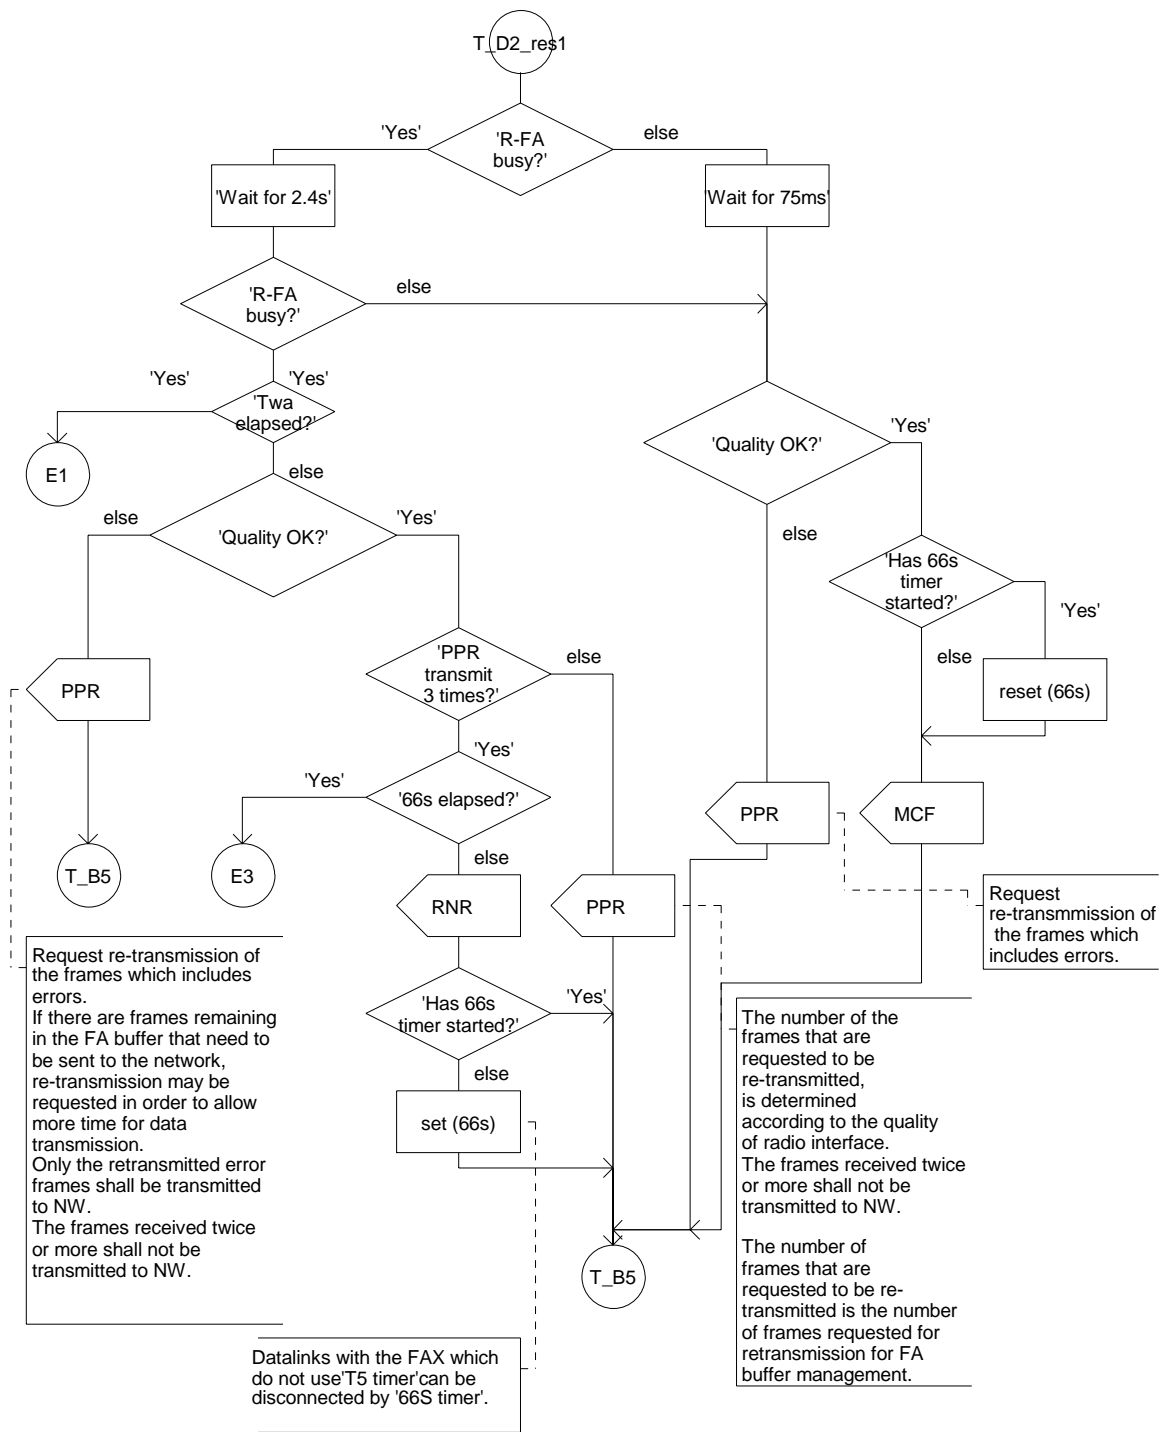 T_D2_res1
'Yes'
'R-FA
busy?'
else
'Wait for 2.4s'
'Wait for 75ms'
'R-FA
busy?'
else
'Yes'
'Yes'
'Twa
elapsed?'
E1
else
'Quality OK?'
'Yes'
else
'Quality OK?'
'Yes'
else
'Has 66s
timer
started?'
'Yes'
else
reset (66s)
'PPR
transmit
3 times?'
else
PPR
'Yes'
'Yes'
'66s elapsed?'
PPR
MCF
T_B5
E3
else
RNR
PPR
Request
re-transmmission of
the frames which
includes errors.
Request re-transmission of
the frames which includes
errors.
If there are frames remaining
in the FA buffer that need to
be sent to the network,
re-transmission may be
requested in order to allow
more time for data
transmission.
Only the retransmitted error
frames shall be transmitted
to NW.
The frames received twice
or more shall not be
transmitted to NW.
'Has 66s
timer started?'
'Yes'
else
set (66s)
The number of the
frames that are
requested to be
re-transmitted,
is determined
according to the quality
of radio interface.
The frames received twice
or more shall not be
transmitted to NW.
The number of
frames that are
requested to be re-
transmitted is the number
of frames requested for
retransmission for FA
buffer management.
T_B5
Datalinks with the FAX which
do not use'T5 timer'can be
disconnected by '66S timer'.